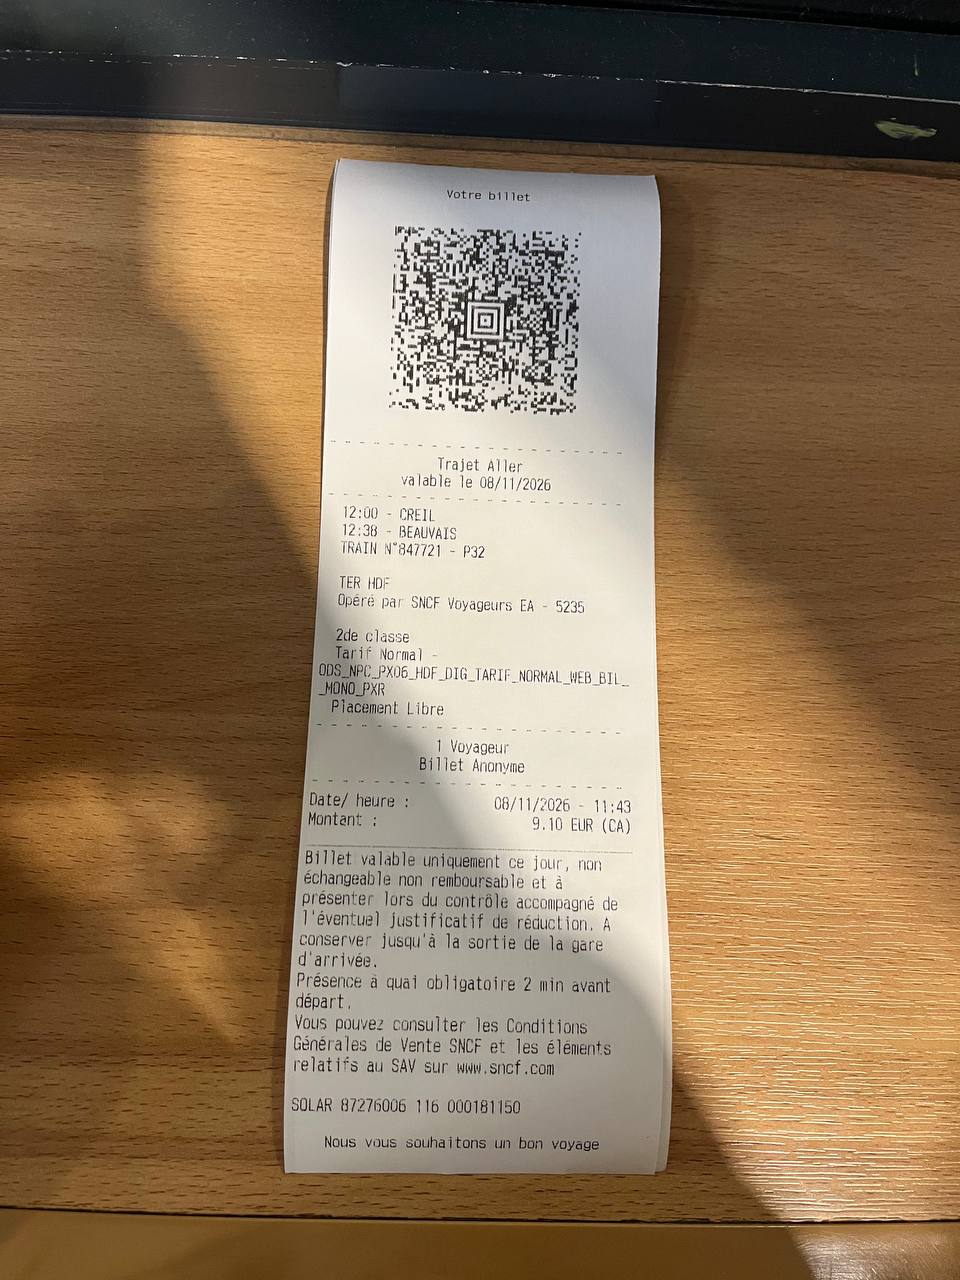 Votre billet
Trajet Aller
valable le 08/11/2026
12:00 - CREIL
12:38 - BEAUVAIS
TRAIN N°847721 - P32
TER HDF
Opéré par SNCF Voyageurs EA - 5235
2de classe
Tarif Normal -
ODS_NPC_PX06_HDF_DIG_TARIF_NORMAL_WEB_BIL_
_MONO_PXR
Placement Libre
1 Voyageur
Billet Anonyme
Date/ heure : 08/11/2026 - 11:43
Montant : 9.10 EUR (CA)
Billet valable uniquement ce jour, non
échangeable non remboursable et à
présenter lors du contrôle accompagné de
l'éventuel justificatif de réduction. A
conserver jusqu'à la sortie de la gare
d'arrivée.
Présence à quai obligatoire 2 min avant
départ.
Vous pouvez consulter les Conditions
Générales de Vente SNCF et les éléments
relatifs au SAV sur www.sncf.com
SOLAR 87276006 116 000181150
Nous vous souhaitons un bon voyage